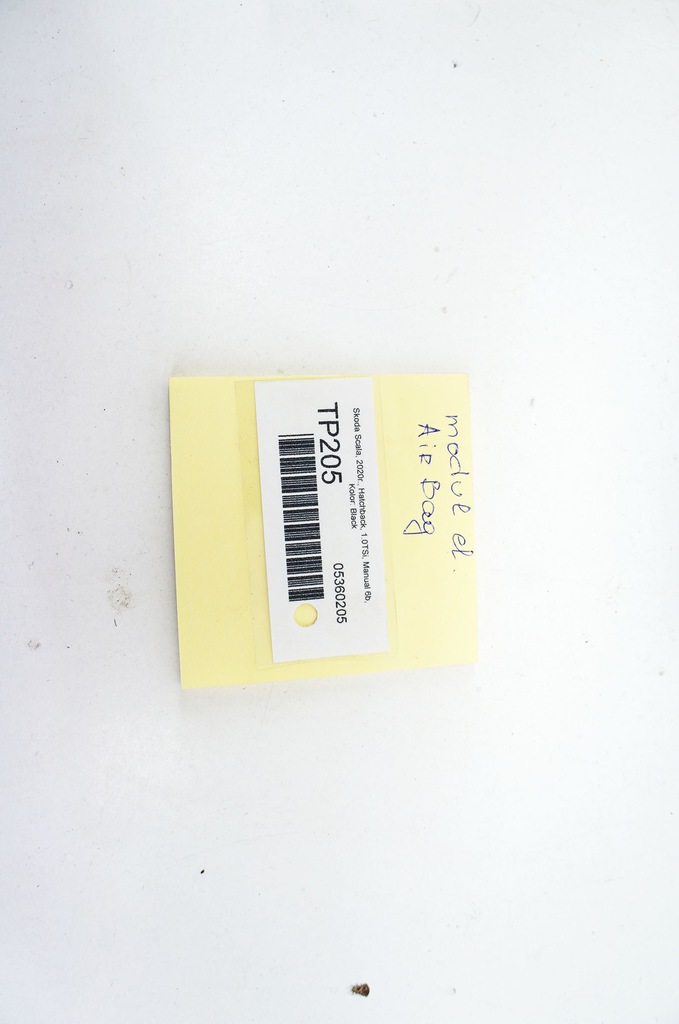 modul el.
AiR Bag
Skoda Scala, 2020r., Hatchback, 1.0TSi, Manual 6b,
Kolor: Black
TP205
05360205